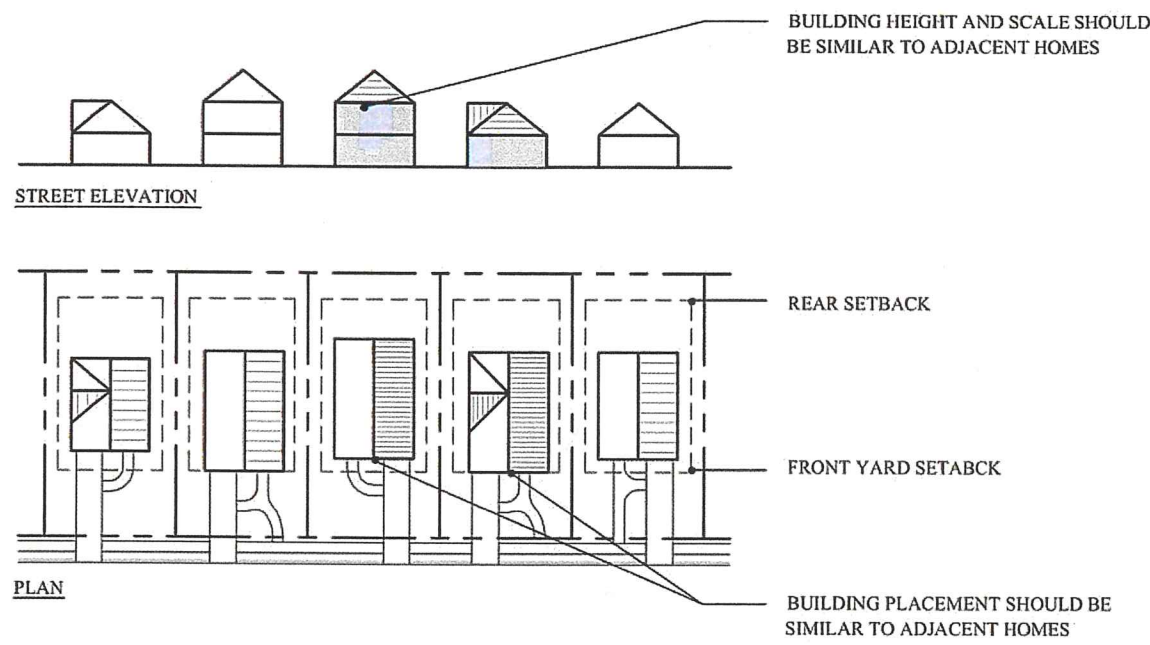 BUILDING HEIGHT AND SCALE SHOULD
BE SIMILAR TO ADJACENT HOMES
STREET ELEVATION
REAR SETBACK
FRONT YARD SETABCK
PLAN
BUILDING PLACEMENT SHOULD BE
SIMILAR TO ADJACENT HOMES